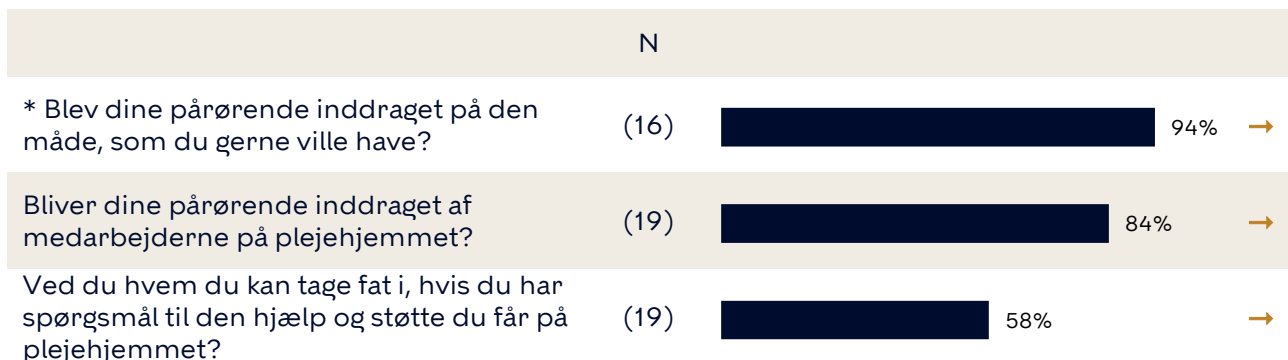 N
* Blev dine pårørende inddraget på den
måde, som du gerne ville have?
(16)
94%
→
Bliver dine pårørende inddraget af
medarbejderne på plejehjemmet?
(19)
84%
→
Ved du hvem du kan tage fat i, hvis du har
spørgsmål til den hjælp og støtte du får på
plejehjemmet?
(19)
58%
→